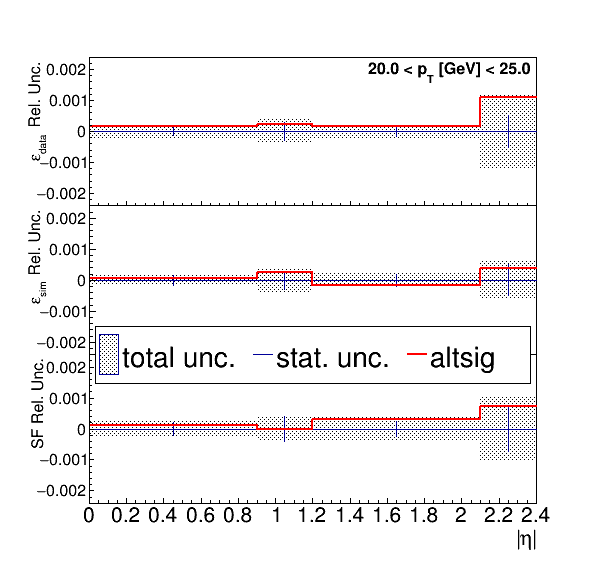 20.0 < p_T [GeV] < 25.0
ε_data Rel. Unc.
0.002
0.001
0
−0.001
−0.002
ε_sim Rel. Unc.
0.002
0.001
0
−0.001
−0.002
total unc. stat. unc. altsig
SF Rel. Unc.
0.002
0.001
0
−0.001
−0.002
0 0.2 0.4 0.6 0.8 1 1.2 1.4 1.6 1.8 2 2.2 2.4
|η|